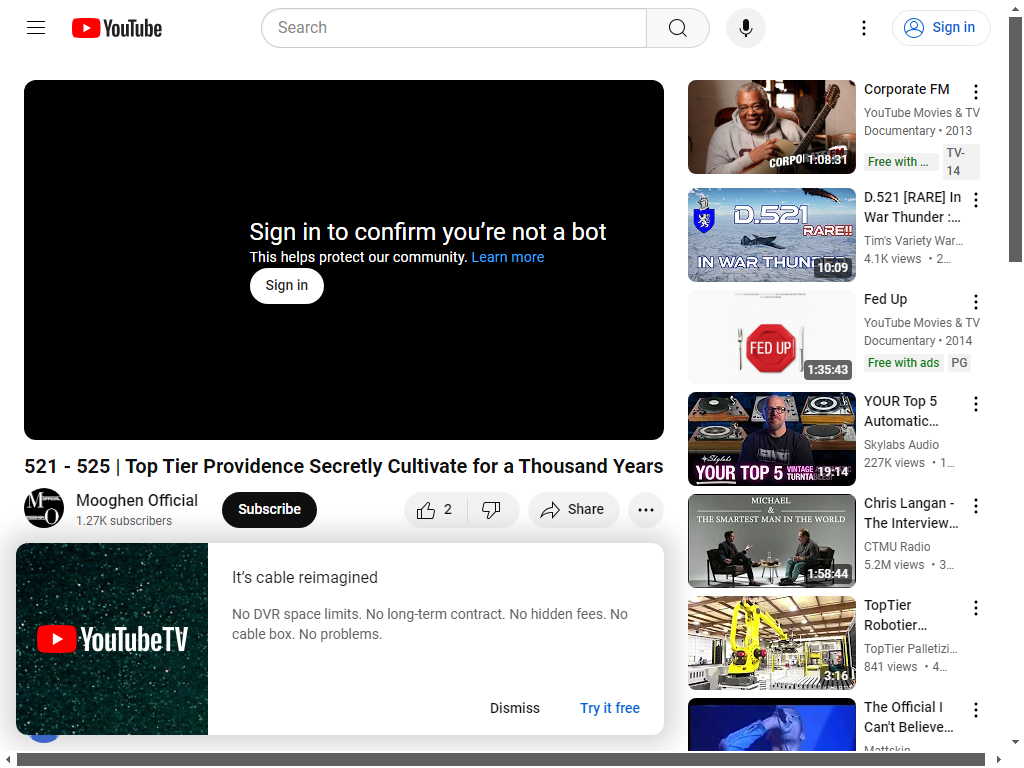 YouTube
Search
Sign in
Sign in to confirm you’re not a bot
This helps protect our community. Learn more
Sign in
521 - 525 | Top Tier Providence Secretly Cultivate for a Thousand Years
Mooghen Official
1.27K subscribers
Subscribe
2
Share
YouTubeTV
It’s cable reimagined
No DVR space limits. No long-term contract. No hidden fees. No
cable box. No problems.
Dismiss
Try it free
1:08:31
Corporate FM
YouTube Movies & TV
Documentary • 2013
Free with ...
TV-
14
D.521
RARE!!
IN WAR THUNDER
10:09
D.521 [RARE] In
War Thunder :...
Tim's Variety War...
4.1K views • 2...
FED UP
1:35:43
Fed Up
YouTube Movies & TV
Documentary • 2014
Free with ads
PG
Skylabs
YOUR TOP 5
VINTAGE
19:14
YOUR Top 5
Automatic...
Skylabs Audio
227K views • 1...
MICHAEL
&
THE SMARTEST MAN IN THE WORLD
1:58:44
Chris Langan -
The Interview...
CTMU Radio
5.2M views • 3...
3:16
TopTier
Robotier...
TopTier Palletizi...
841 views • 4...
The Official I
Can't Believe...